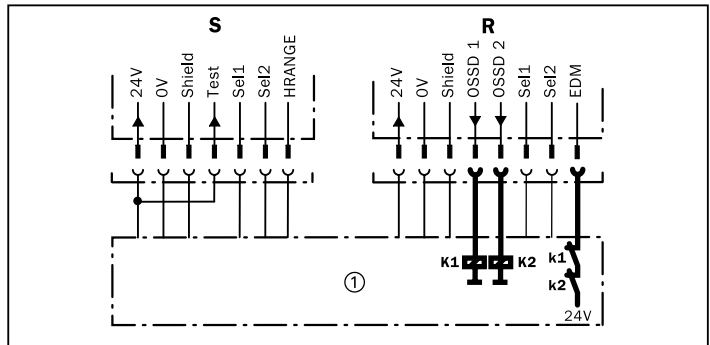 S R
24V 0V Shield Test Sel1 Sel2 HRANGE 24V 0V Shield OSSD 1 OSSD 2 Sel1 Sel2 EDM
K1 K2 k1
① k2
24V